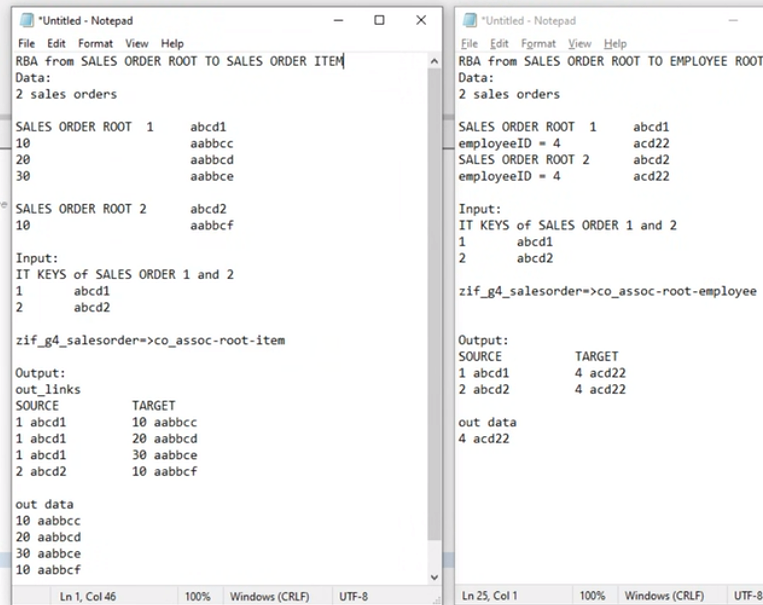 *Untitled - Notepad
File Edit Format View Help
RBA from SALES ORDER ROOT TO SALES ORDER ITEM
Data:
2 sales orders
SALES ORDER ROOT 1 abcd1
10 aabbcc
20 aabbcd
30 aabbce
SALES ORDER ROOT 2 abcd2
10 aabbcf
Input:
IT KEYS of SALES ORDER 1 and 2
1 abcd1
2 abcd2
zif_g4_salesorder=>co_assoc-root-item
Output:
out_links
SOURCE TARGET
1 abcd1 10 aabbcc
1 abcd1 20 aabbcd
1 abcd1 30 aabbce
2 abcd2 10 aabbcf
out data
10 aabbcc
20 aabbcd
30 aabbce
10 aabbcf
Ln 1, Col 46 100% Windows (CRLF) UTF-8
*Untitled - Notepad
File Edit Format View Help
RBA from SALES ORDER ROOT TO EMPLOYEE ROOT
Data:
2 sales orders
SALES ORDER ROOT 1 abcd1
employeeID = 4 acd22
SALES ORDER ROOT 2 abcd2
employeeID = 4 acd22
Input:
IT KEYS of SALES ORDER 1 and 2
1 abcd1
2 abcd2
zif_g4_salesorder=>co_assoc-root-employee
Output:
SOURCE TARGET
1 abcd1 4 acd22
2 abcd2 4 acd22
out data
4 acd22
Ln 25, Col 1 100% Windows (CRLF) UTF-8